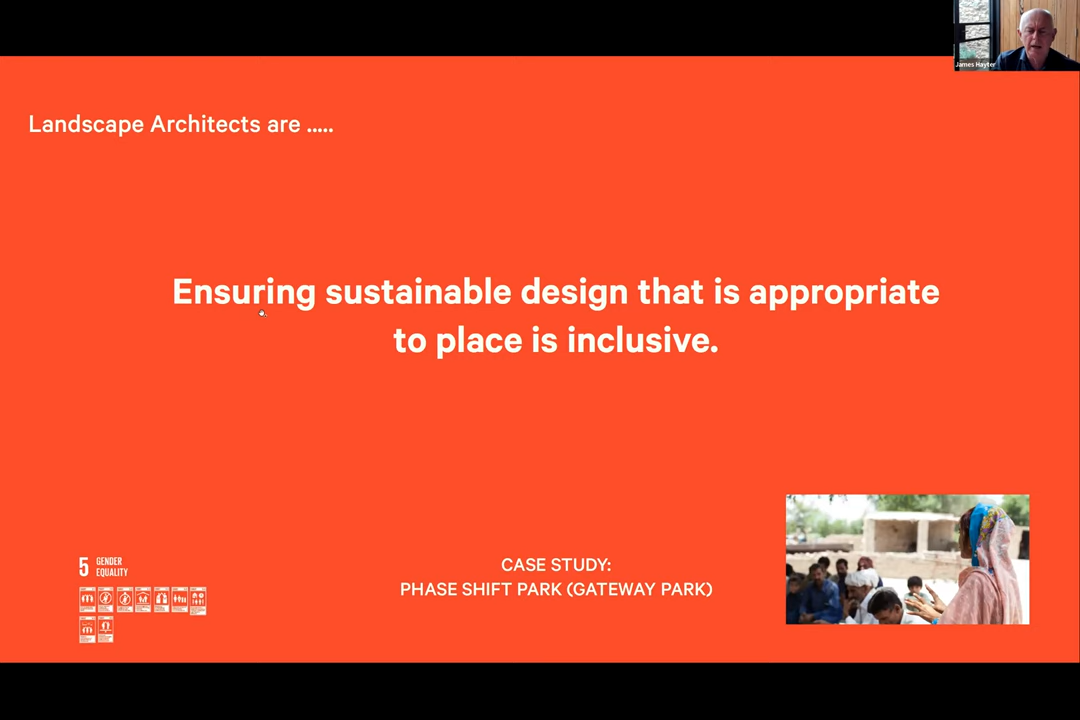 James Hayter
Landscape Architects are .....
Ensuring sustainable design that is appropriate
to place is inclusive.
5 GENDER
EQUALITY
CASE STUDY:
PHASE SHIFT PARK (GATEWAY PARK)